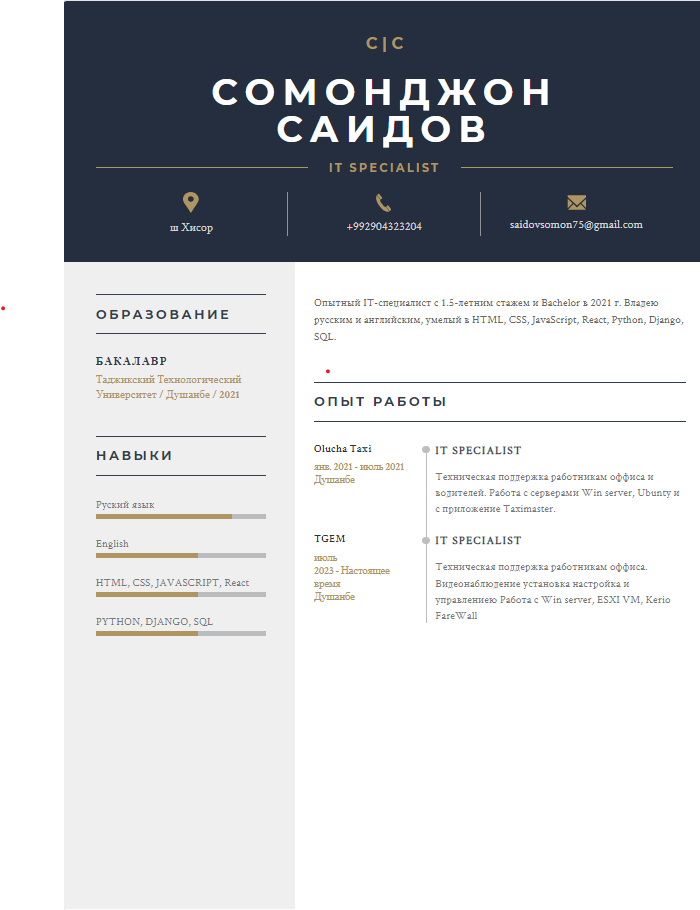 C|C
СОМОНДЖОН
САИДОВ
IT SPECIALIST
ш Хисор
+992904323204
saidovsomon75@gmail.com
ОБРАЗОВАНИЕ
БАКАЛАВР
Таджикский Технологический
Университет / Душанбе / 2021
НАВЫКИ
Руский язык
English
HTML, CSS, JAVASCRIPT, React
PYTHON, DJANGO, SQL
Опытный IT-специалист с 1.5-летним стажем и Bachelor в 2021 г. Владею
русским и английским, умелый в HTML, CSS, JavaScript, React, Python, Django,
SQL.
ОПЫТ РАБОТЫ
Olucha Taxi
янв. 2021 - июль 2021
Душанбе
IT SPECIALIST
Техническая поддержка работникам оффиса и
водителей. Работа с серверами Win server, Ubunty и
с приложение Taximaster.
TGEM
июль
2023 - Настоящее
время
Душанбе
IT SPECIALIST
Техническая поддержка работникам оффиса.
Видеонаблюдение установка настройка и
управлениею Работа с Win server, ESXI VM, Kerio
FareWall